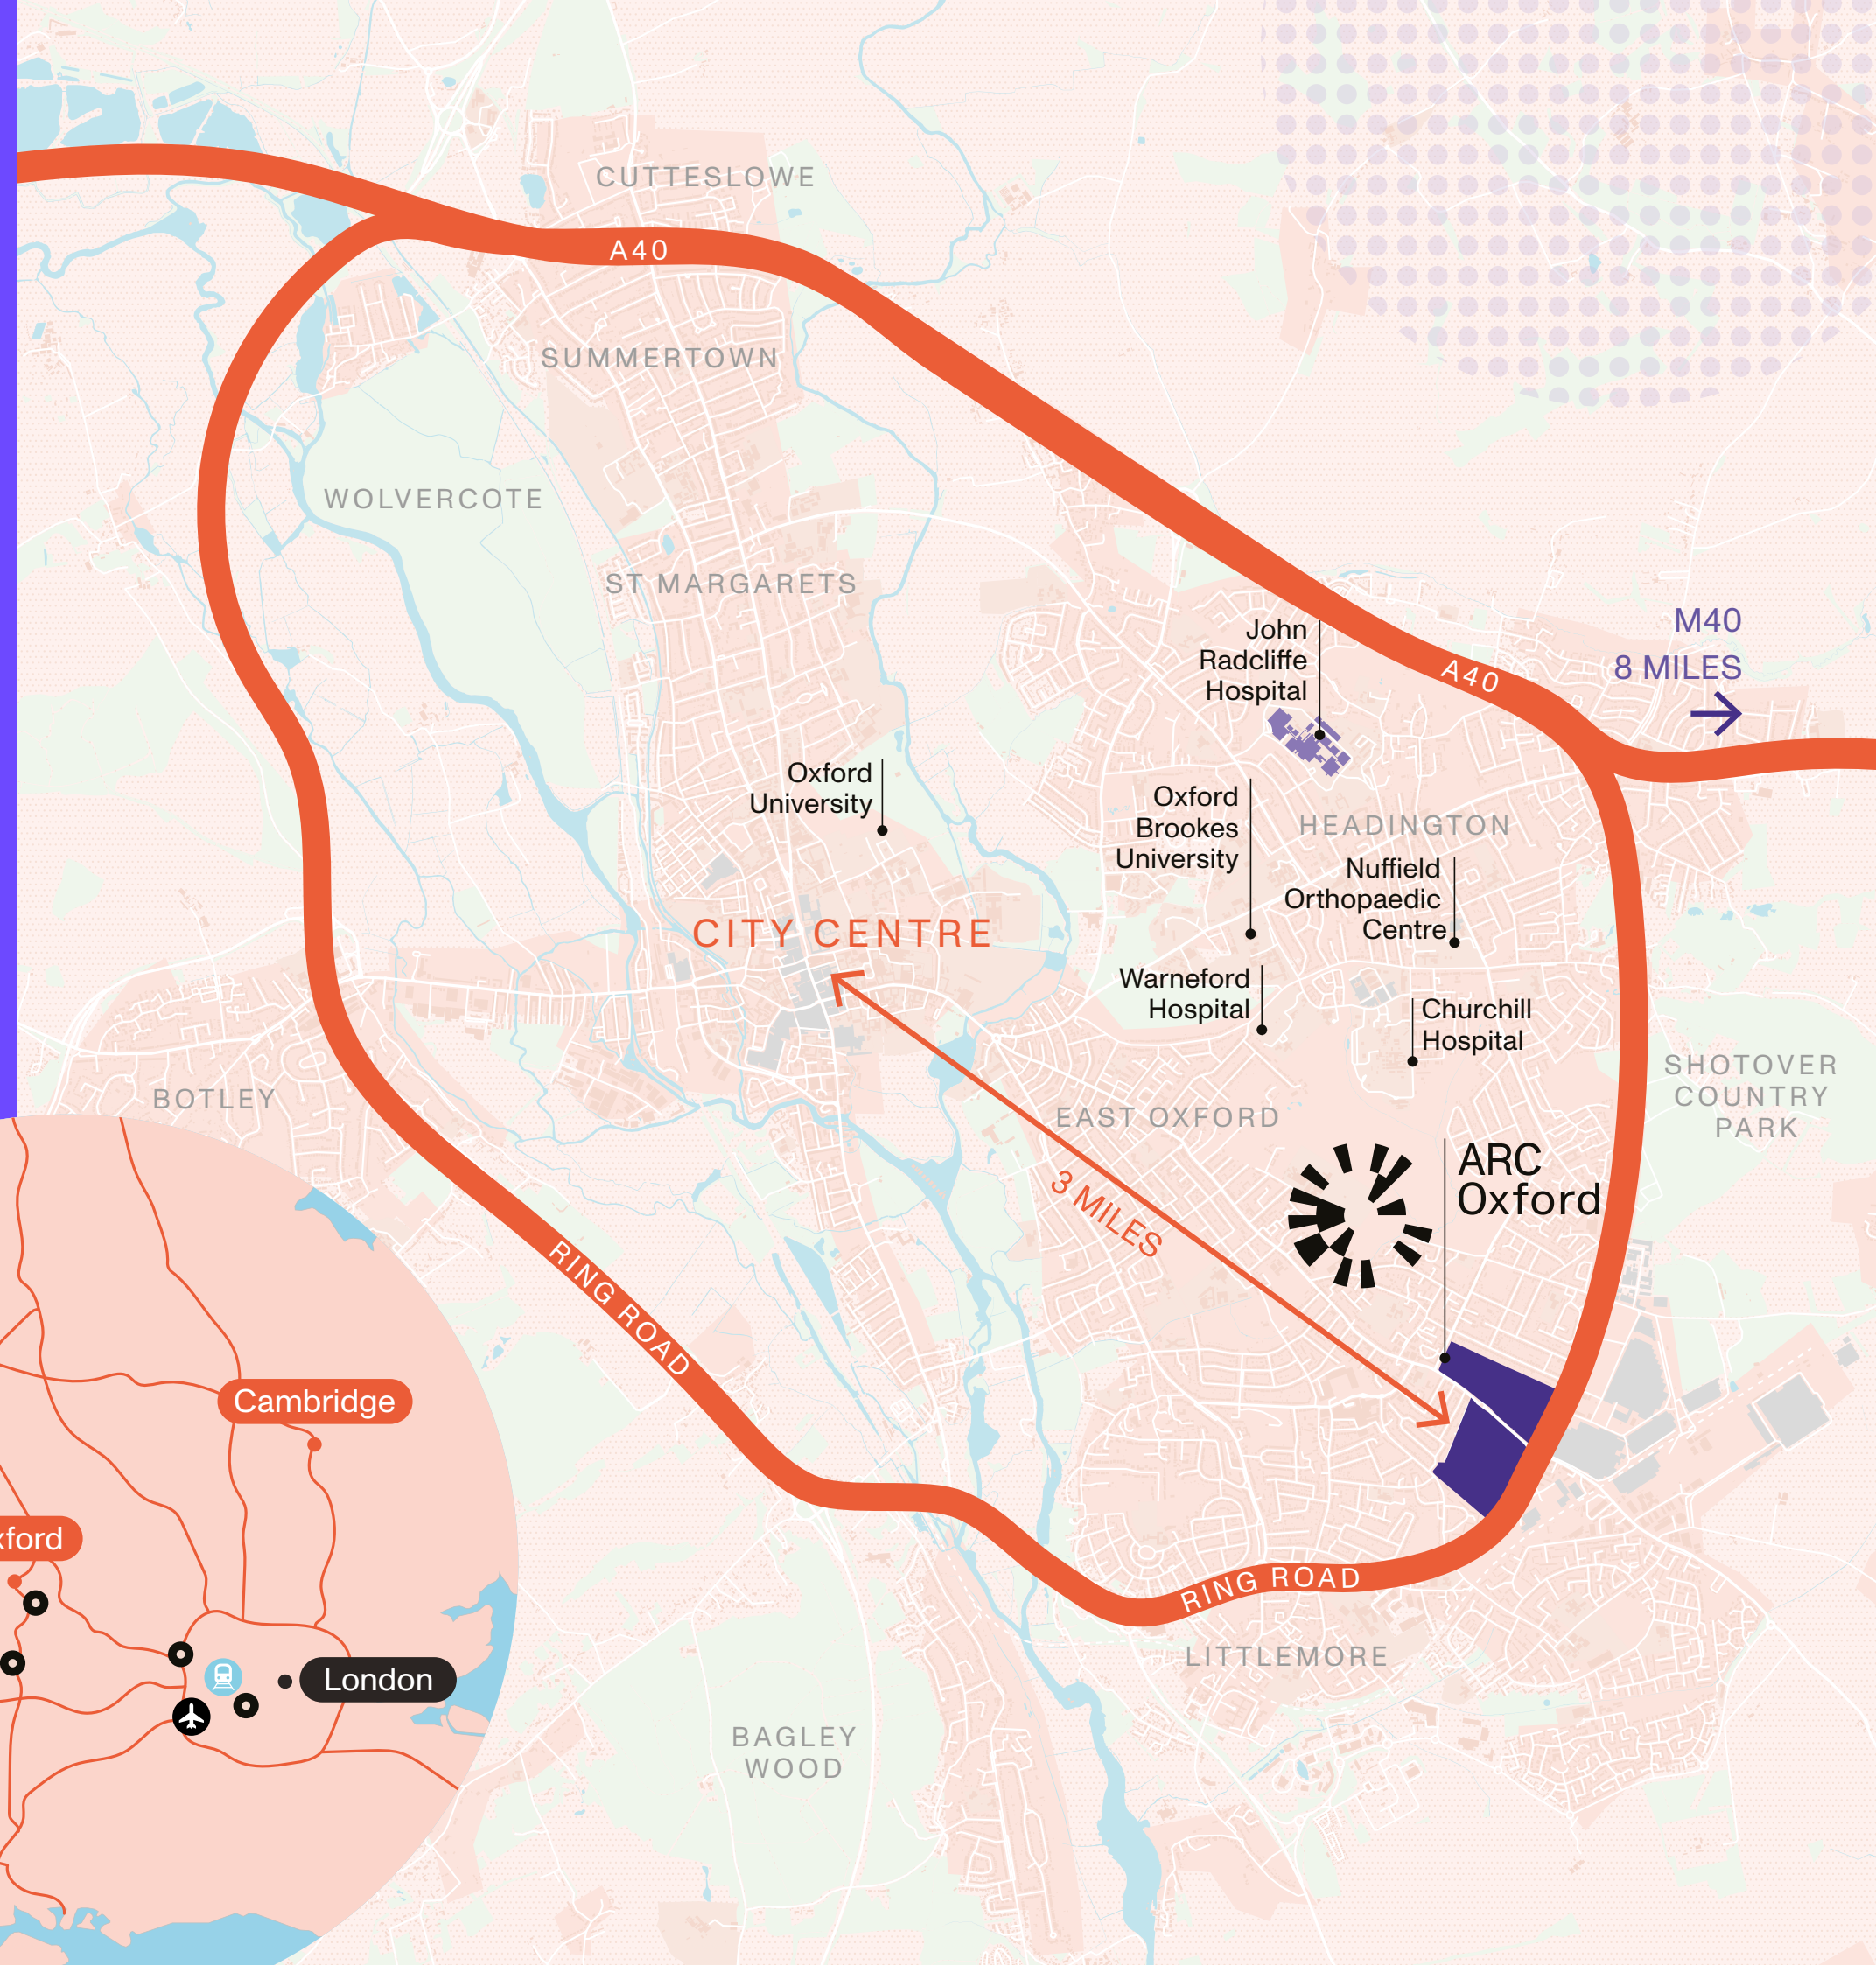 CUTTESLOWE
A40
SUMMERTOWN
WOLVERCOTE
ST MARGARETS
M40
8 MILES
John
Radcliffe
Hospital
A40
Oxford
University
Oxford
Brookes
University
HEADINGTON
Nuffield
Orthopaedic
Centre
CITY CENTRE
Warneford
Hospital
Churchill
Hospital
SHOTOVER
COUNTRY
PARK
BOTLEY
EAST OXFORD
3 MILES
ARC
Oxford
RING ROAD
Cambridge
xford
RING ROAD
LITTLEMORE
London
BAGLEY
WOOD